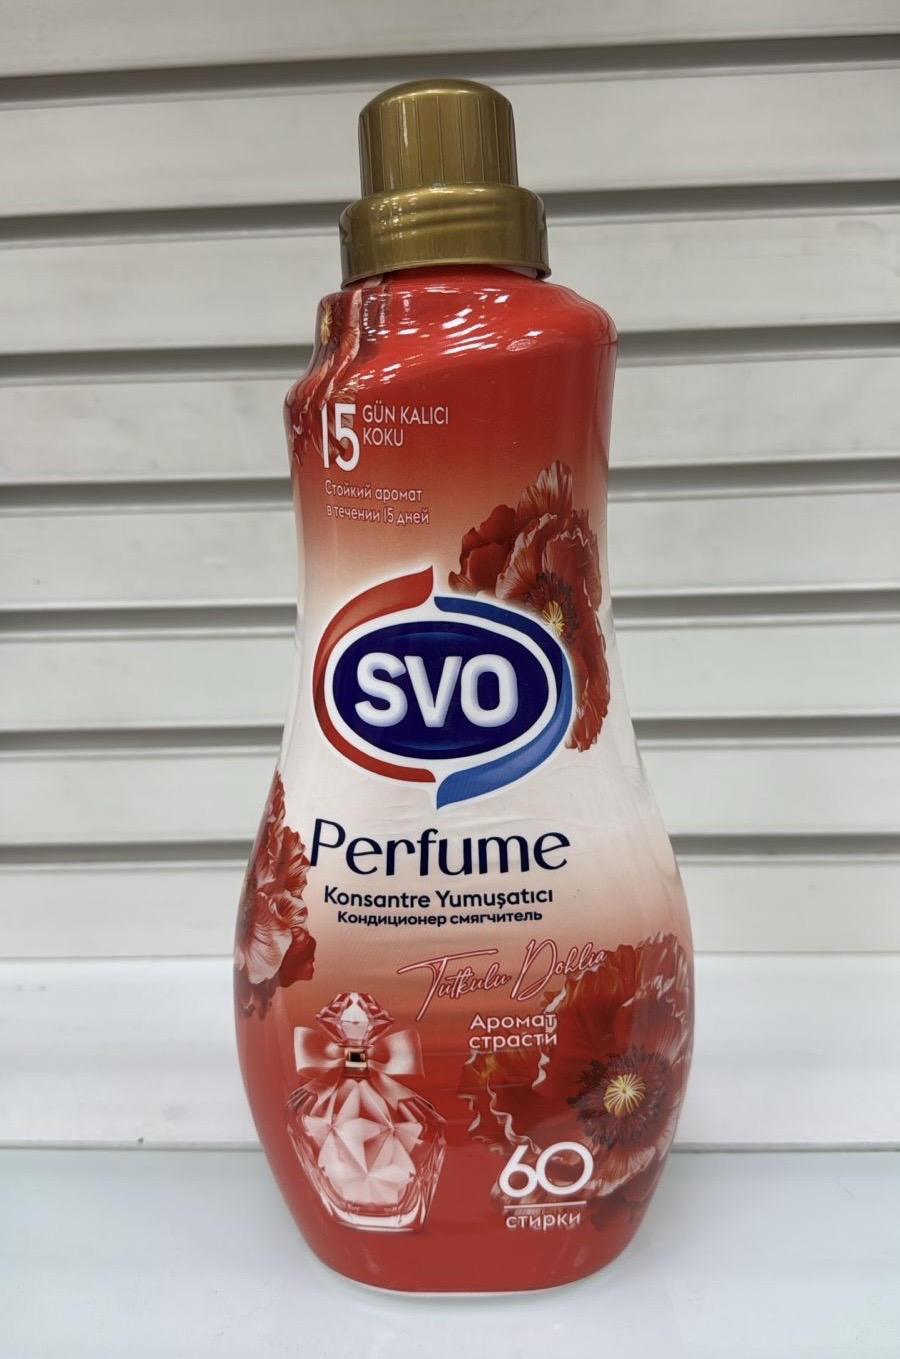 15 GÜN KALICI
KOKU
Стойкий аромат
в течении 15 дней
SVO
Perfume
Konsantre Yumuşatıcı
Кондиционер смягчитель
Tutkulu Dahlia
Аромат
страсти
60
стирки